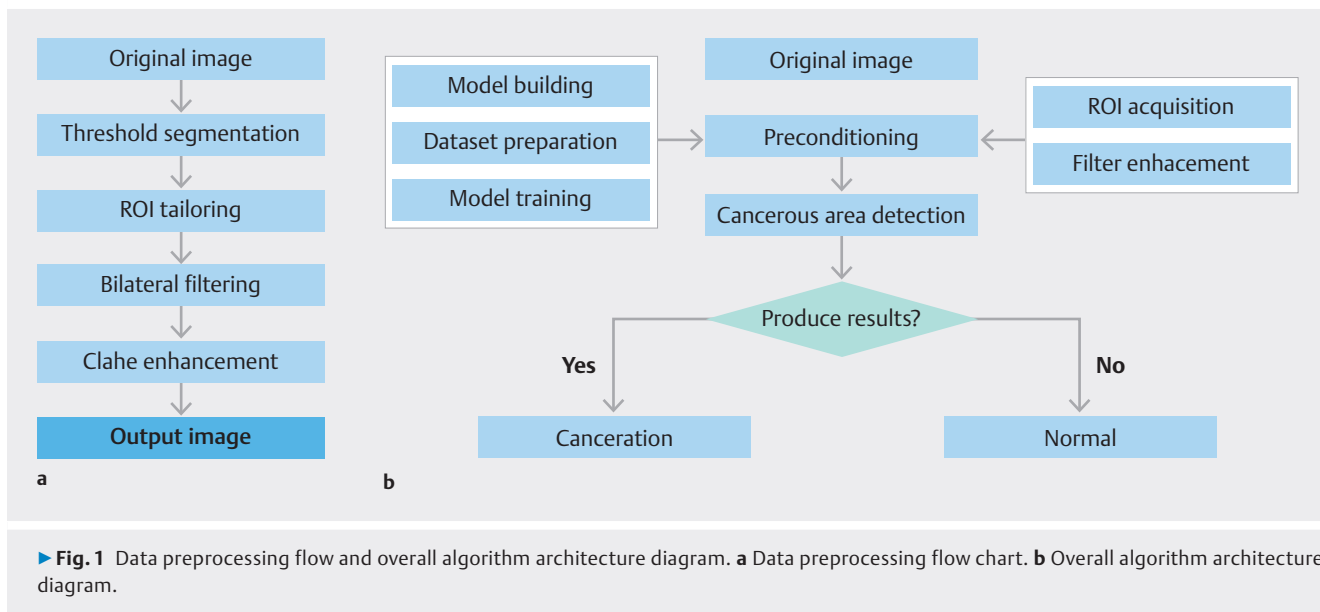 Original image
Threshold segmentation
ROI tailoring
Bilateral filtering
Clahe enhancement
Output image
a
Original image
Model building
Dataset preparation
Model training
Preconditioning
ROI acquisition
Filter enhacement
Cancerous area detection
Produce results?
Yes
No
Canceration
Normal
b
▶ Fig. 1 Data preprocessing flow and overall algorithm architecture diagram. a Data preprocessing flow chart. b Overall algorithm architecture
diagram.